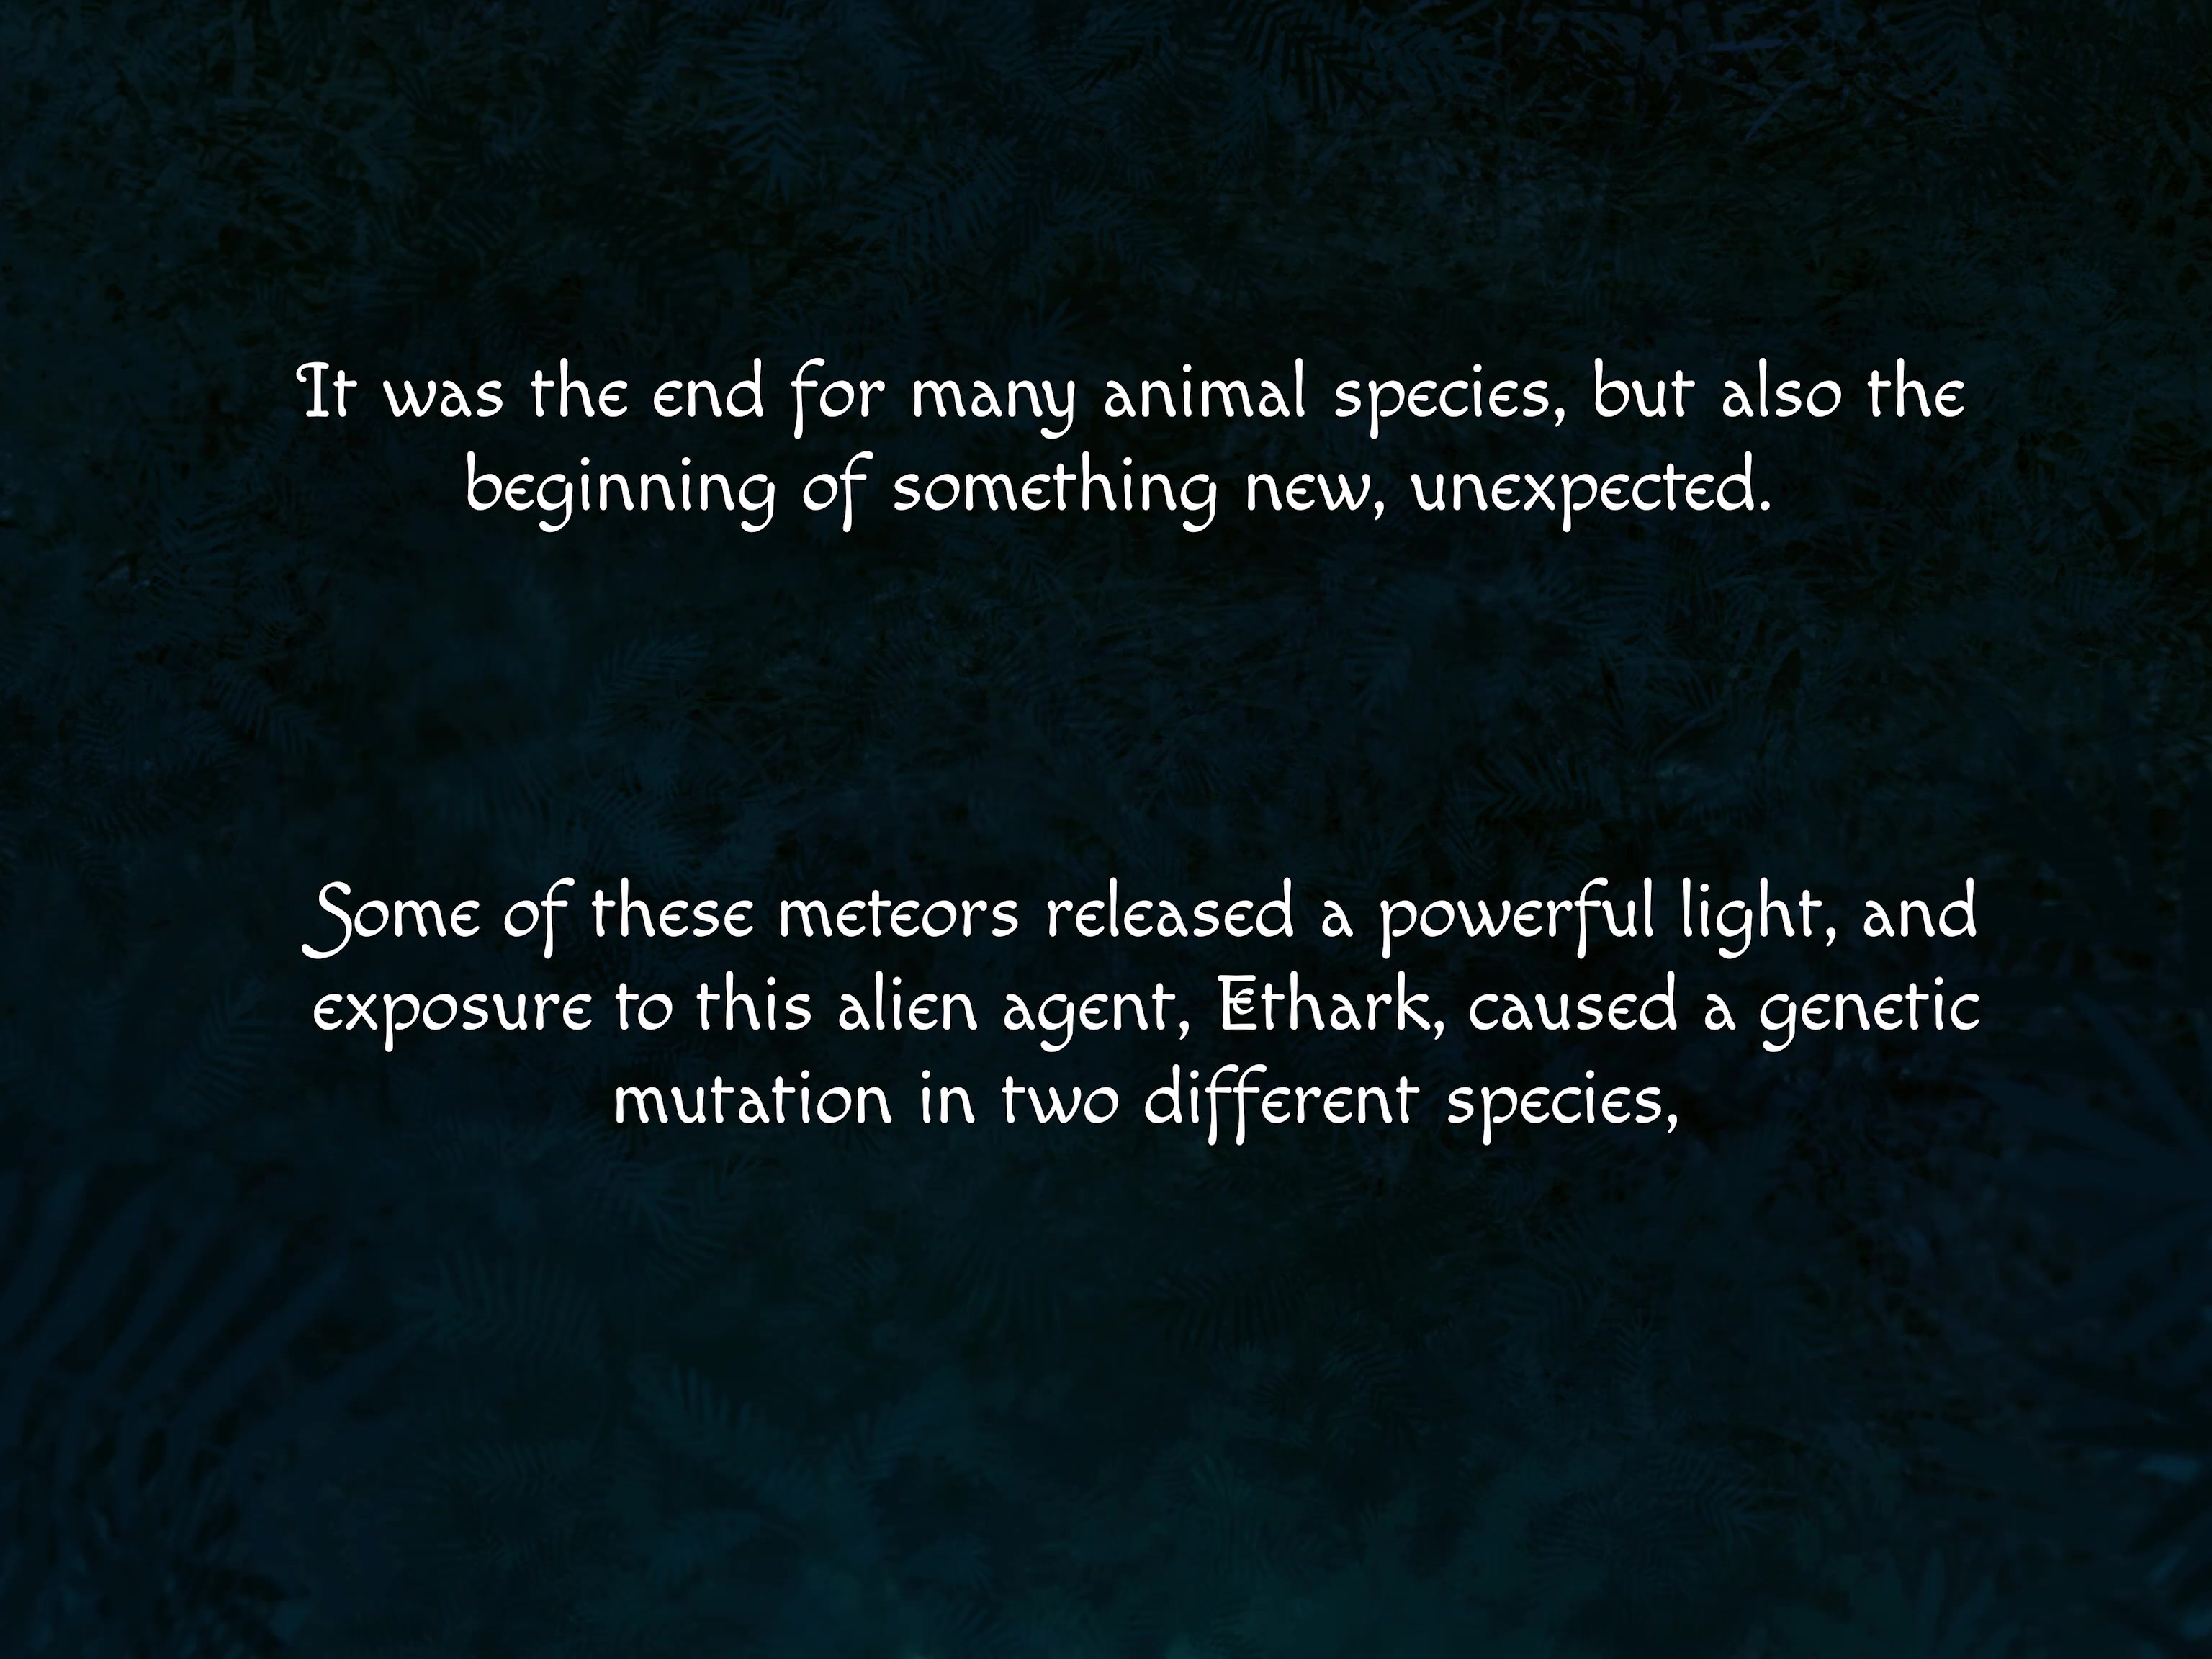 It was the end for many animal species, but also the
beginning of something new, unexpected.
Some of these meteors released a powerful light, and
exposure to this alien agent, Ethark, caused a genetic
mutation in two different species,